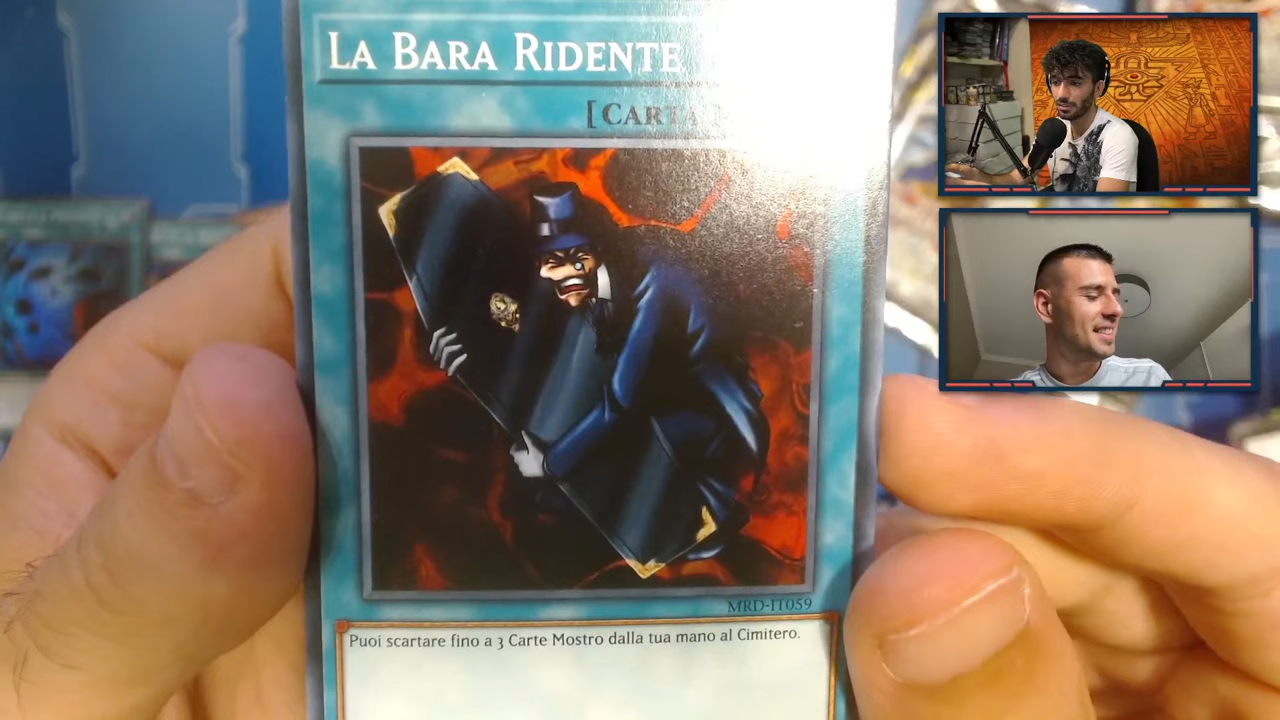 LA BARA RIDENTE
[CARTA
MRD-IT059
Puoi scartare fino a 3 Carte Mostro dalla tua mano al Cimitero.